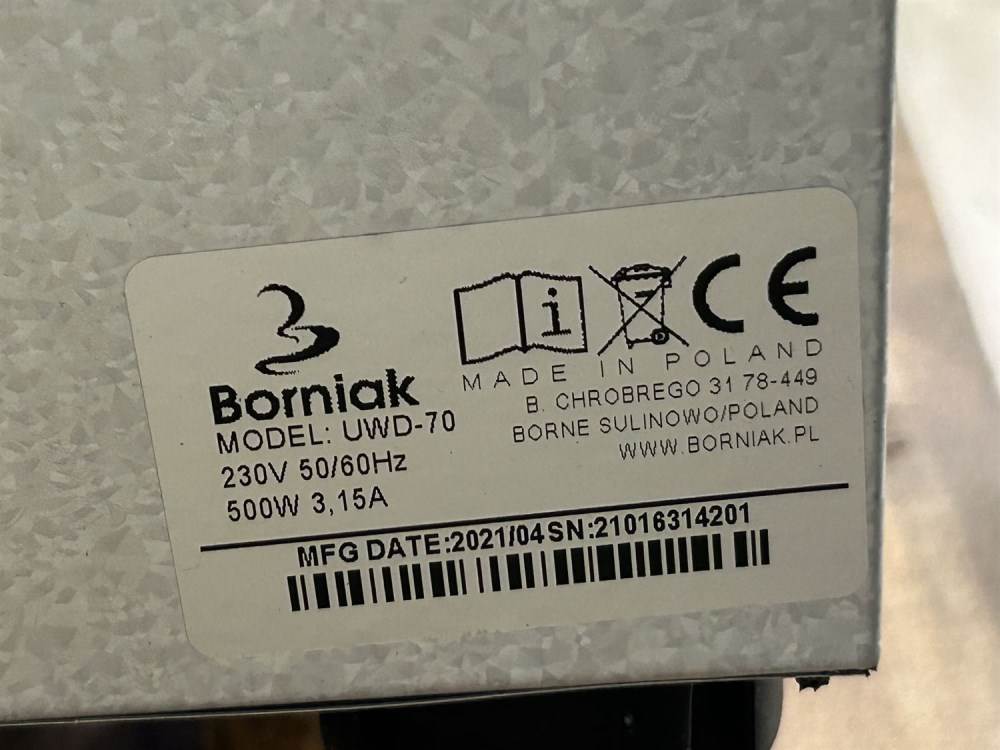 Borniak
MODEL: UWD-70
230V 50/60Hz
500W 3,15A
i
CE
MADE IN POLAND
B. CHROBREGO 31 78-449
BORNE SULINOWO/POLAND
WWW.BORNIAK.PL
MFG DATE:2021/04 SN:21016314201